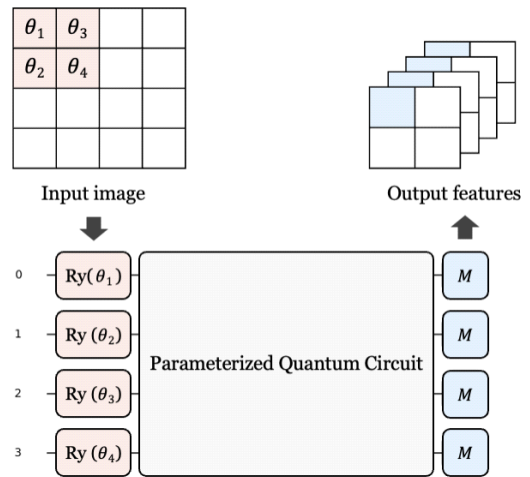 θ1 θ3
θ2 θ4
Input image
Output features
0 Ry(θ1) M
1 Ry (θ2) M
Parameterized Quantum Circuit
2 Ry (θ3) M
3 Ry (θ4) M